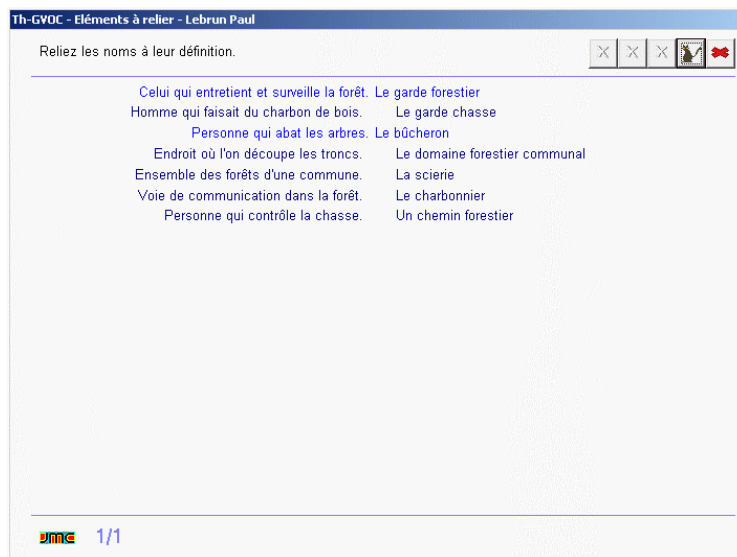 Th-GVOC - Eléments à relier - Lebrun Paul
Reliez les noms à leur définition.
Celui qui entretient et surveille la forêt. Le garde forestier
Homme qui faisait du charbon de bois. Le garde chasse
Personne qui abat les arbres. Le bûcheron
Endroit où l'on découpe les troncs. Le domaine forestier communal
Ensemble des forêts d'une commune. La scierie
Voie de communication dans la forêt. Le charbonnier
Personne qui contrôle la chasse. Un chemin forestier
JMC 1/1